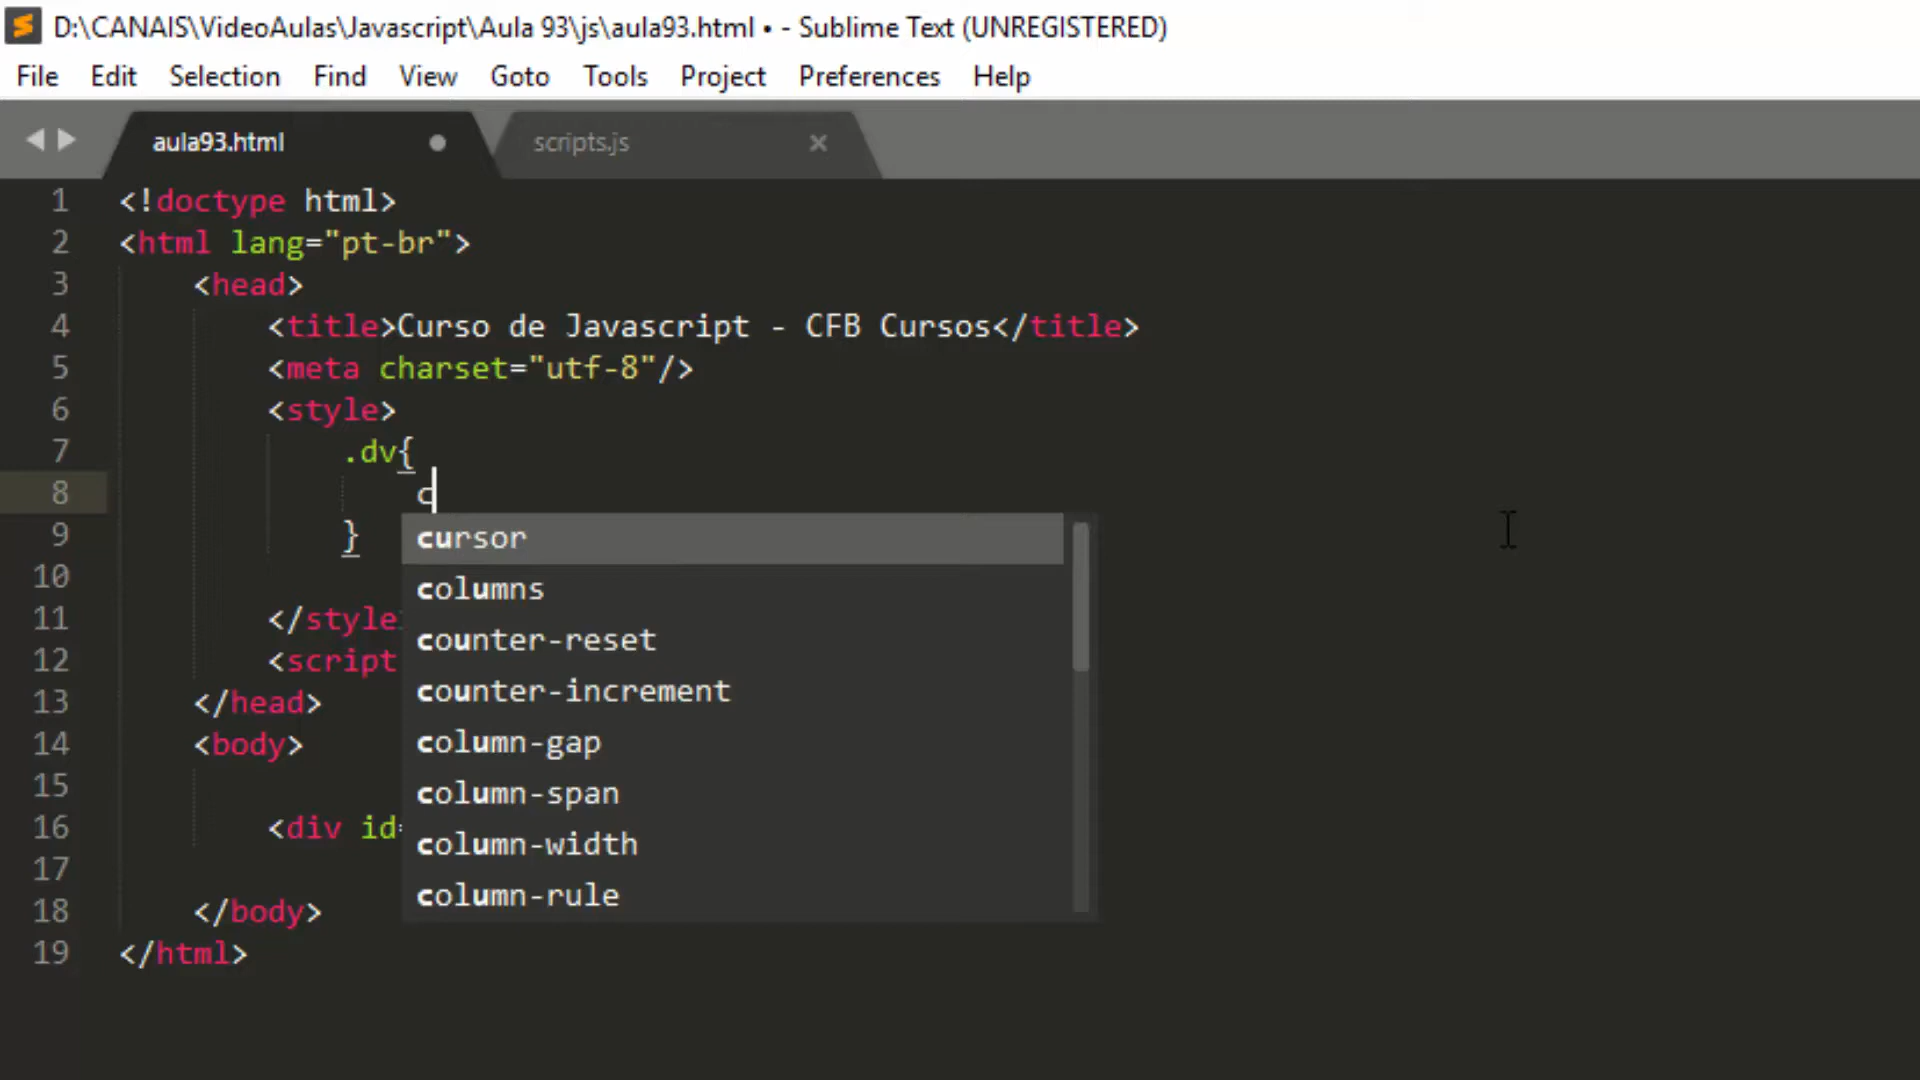 D:\CANAIS\VideoAulas\Javascript\Aula 93\js\aula93.html • - Sublime Text (UNREGISTERED)
File Edit Selection Find View Goto Tools Project Preferences Help
aula93.html scripts.js
1 <!doctype html>
2 <html lang="pt-br">
3 <head>
4 <title>Curso de Javascript - CFB Cursos</title>
5 <meta charset="utf-8"/>
6 <style>
7 .dv{
8 c
9 }
cursor
10
columns
11 </style
counter-reset
12 <script
counter-increment
13 </head>
14 <body>
column-gap
15
column-span
16 <div id=
column-width
17
column-rule
18 </body>
19 </html>